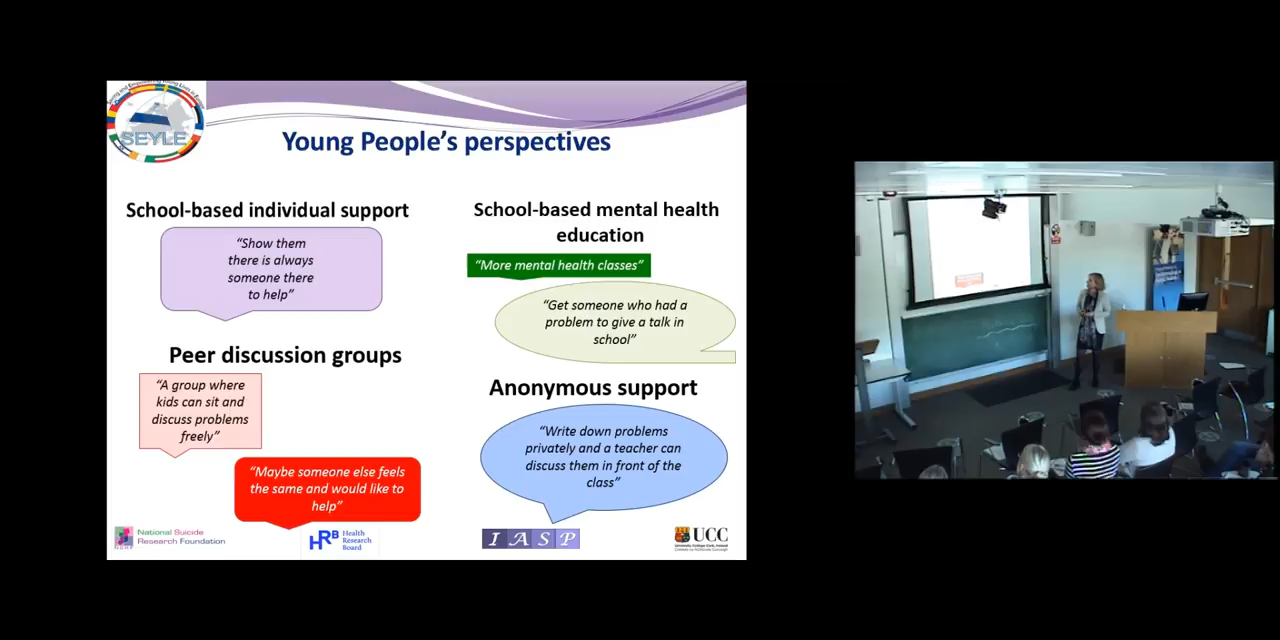 SEYLE
Young People's perspectives
School-based individual support
"Show them
there is always
someone there
to help"
Peer discussion groups
"A group where
kids can sit and
discuss problems
freely"
"Maybe someone else feels
the same and would like to
help"
School-based mental health
education
"More mental health classes"
"Get someone who had a
problem to give a talk in
school"
Anonymous support
"Write down problems
privately and a teacher can
discuss them in front of the
class"
National Suicide
Research Foundation
HRB Health
Research
Board
IASP
UCC